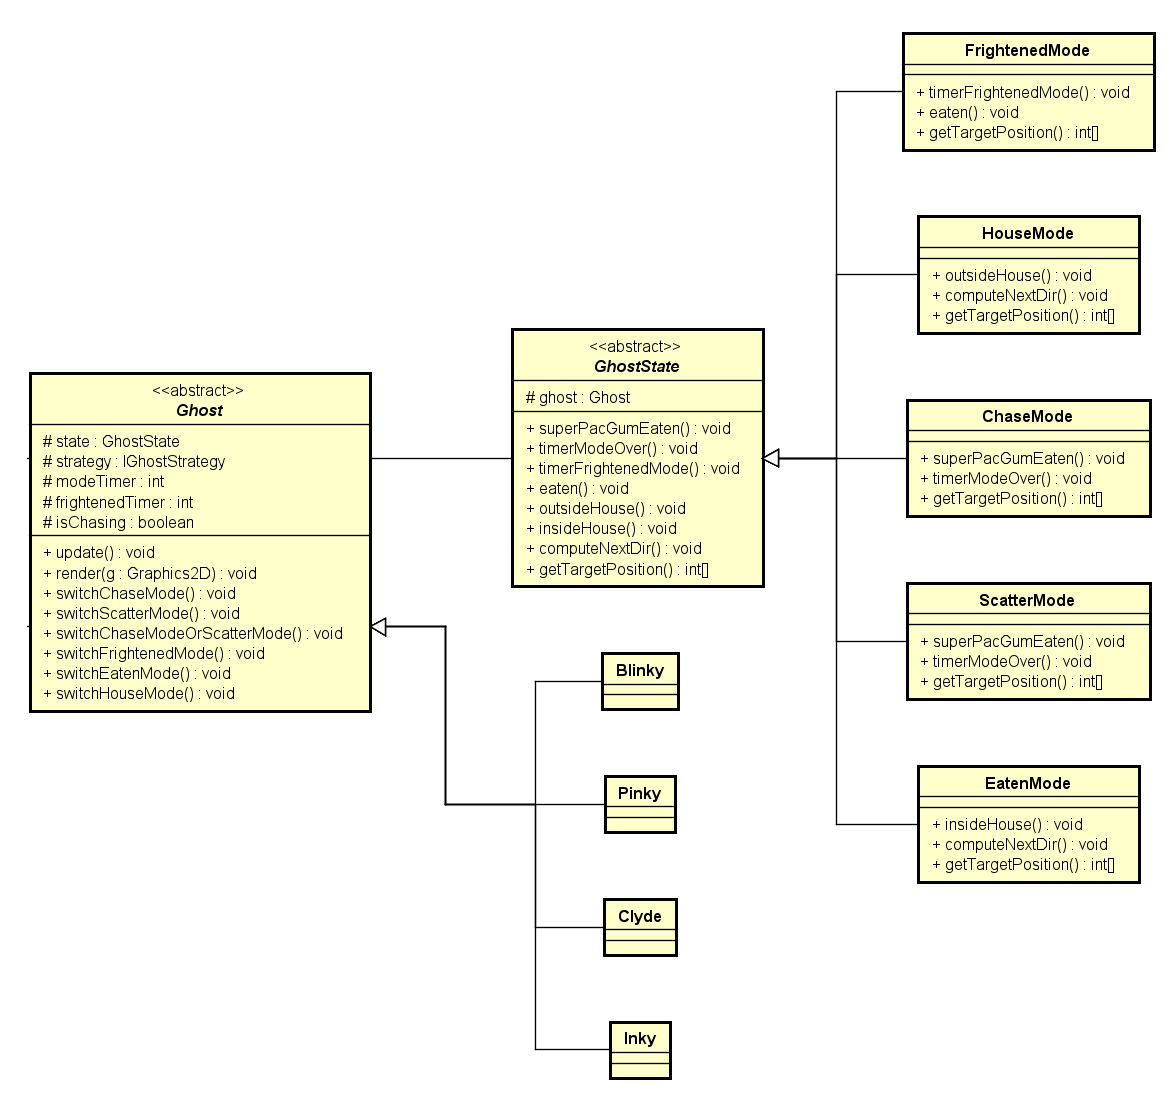 <<abstract>>
Ghost
# state : GhostState
# strategy : IGhostStrategy
# modeTimer : int
# frightenedTimer : int
# isChasing : boolean
+ update() : void
+ render(g : Graphics2D) : void
+ switchChaseMode() : void
+ switchScatterMode() : void
+ switchChaseModeOrScatterMode() : void
+ switchFrightenedMode() : void
+ switchEatenMode() : void
+ switchHouseMode() : void
<<abstract>>
GhostState
# ghost : Ghost
+ superPacGumEaten() : void
+ timerModeOver() : void
+ timerFrightenedMode() : void
+ eaten() : void
+ outsideHouse() : void
+ insideHouse() : void
+ computeNextDir() : void
+ getTargetPosition() : int[]
Blinky
Pinky
Clyde
Inky
FrightenedMode
+ timerFrightenedMode() : void
+ eaten() : void
+ getTargetPosition() : int[]
HouseMode
+ outsideHouse() : void
+ computeNextDir() : void
+ getTargetPosition() : int[]
ChaseMode
+ superPacGumEaten() : void
+ timerModeOver() : void
+ getTargetPosition() : int[]
ScatterMode
+ superPacGumEaten() : void
+ timerModeOver() : void
+ getTargetPosition() : int[]
EatenMode
+ insideHouse() : void
+ computeNextDir() : void
+ getTargetPosition() : int[]